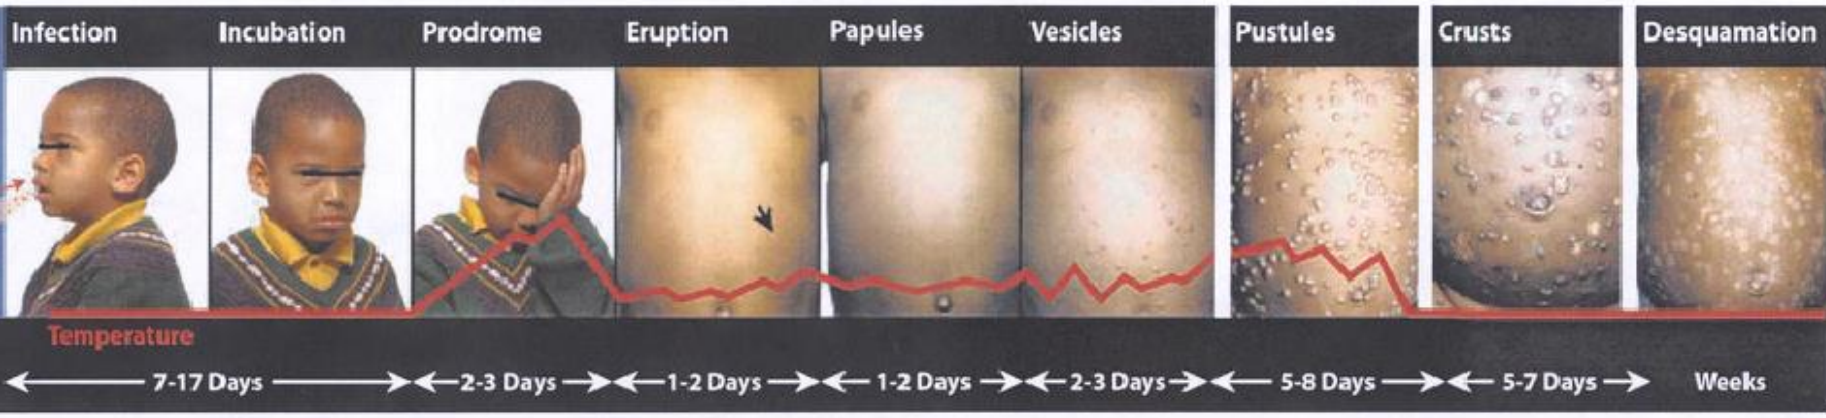 Infection Incubation Prodrome Eruption Papules Vesicles Pustules Crusts Desquamation
Temperature
7-17 Days 2-3 Days 1-2 Days 1-2 Days 2-3 Days 5-8 Days 5-7 Days Weeks